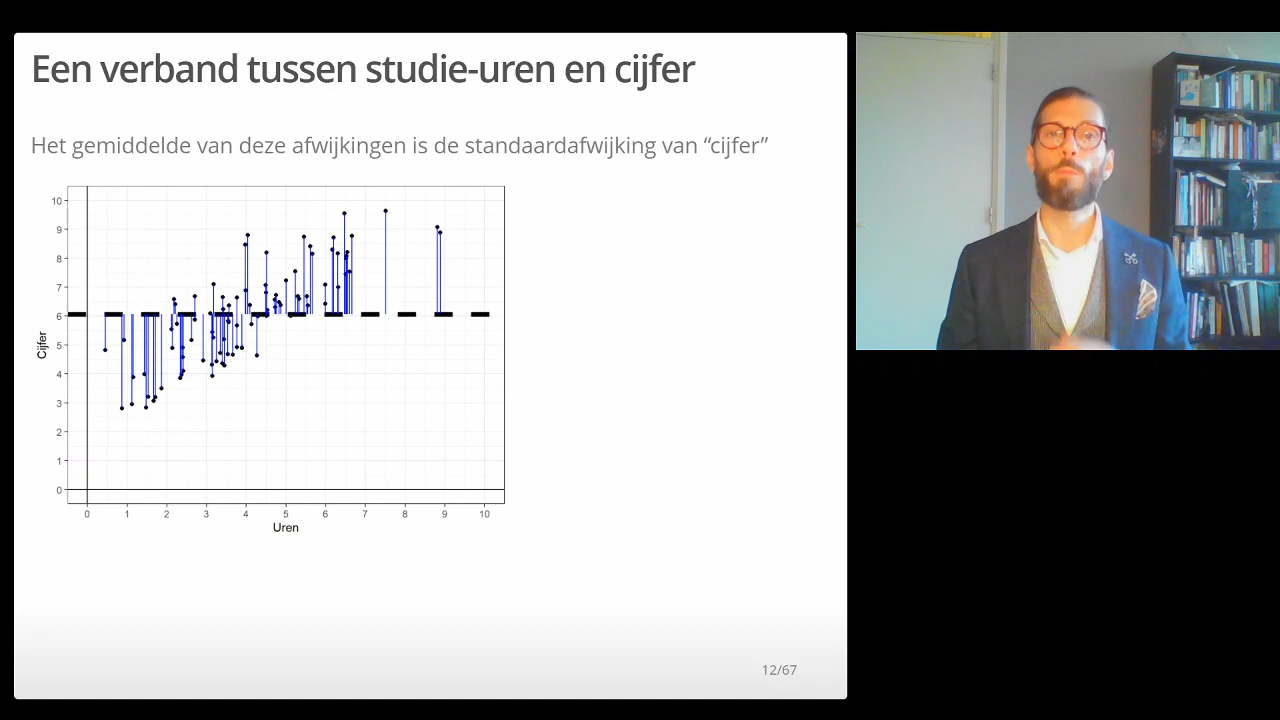 Een verband tussen studie-uren en cijfer
Het gemiddelde van deze afwijkingen is de standaardafwijking van “cijfer”
10
9
8
7
6
5
4
3
2
1
0
Cijfer
0 1 2 3 4 5 6 7 8 9 10
Uren
12/67